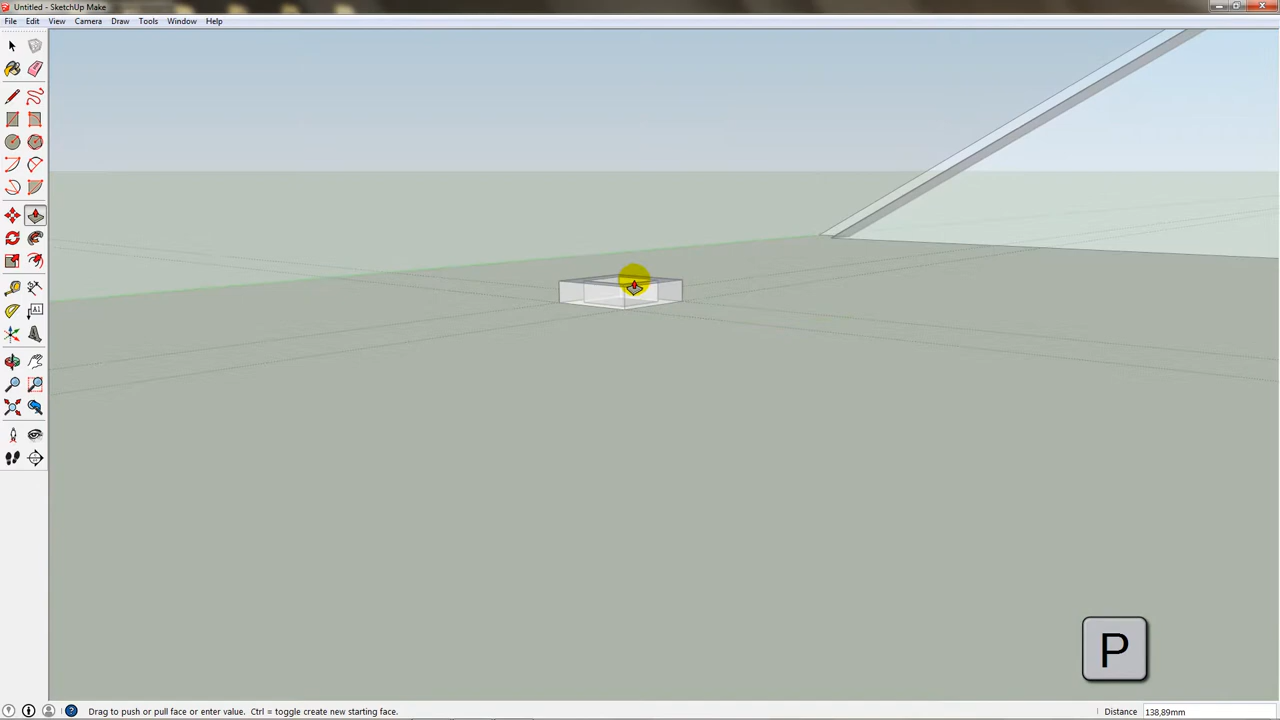 Untitled - SketchUp Make
File Edit View Camera Draw Tools Window Help
A1
P
Drag to push or pull face or enter value. Ctrl = toggle create new starting face. Distance 138,89mm